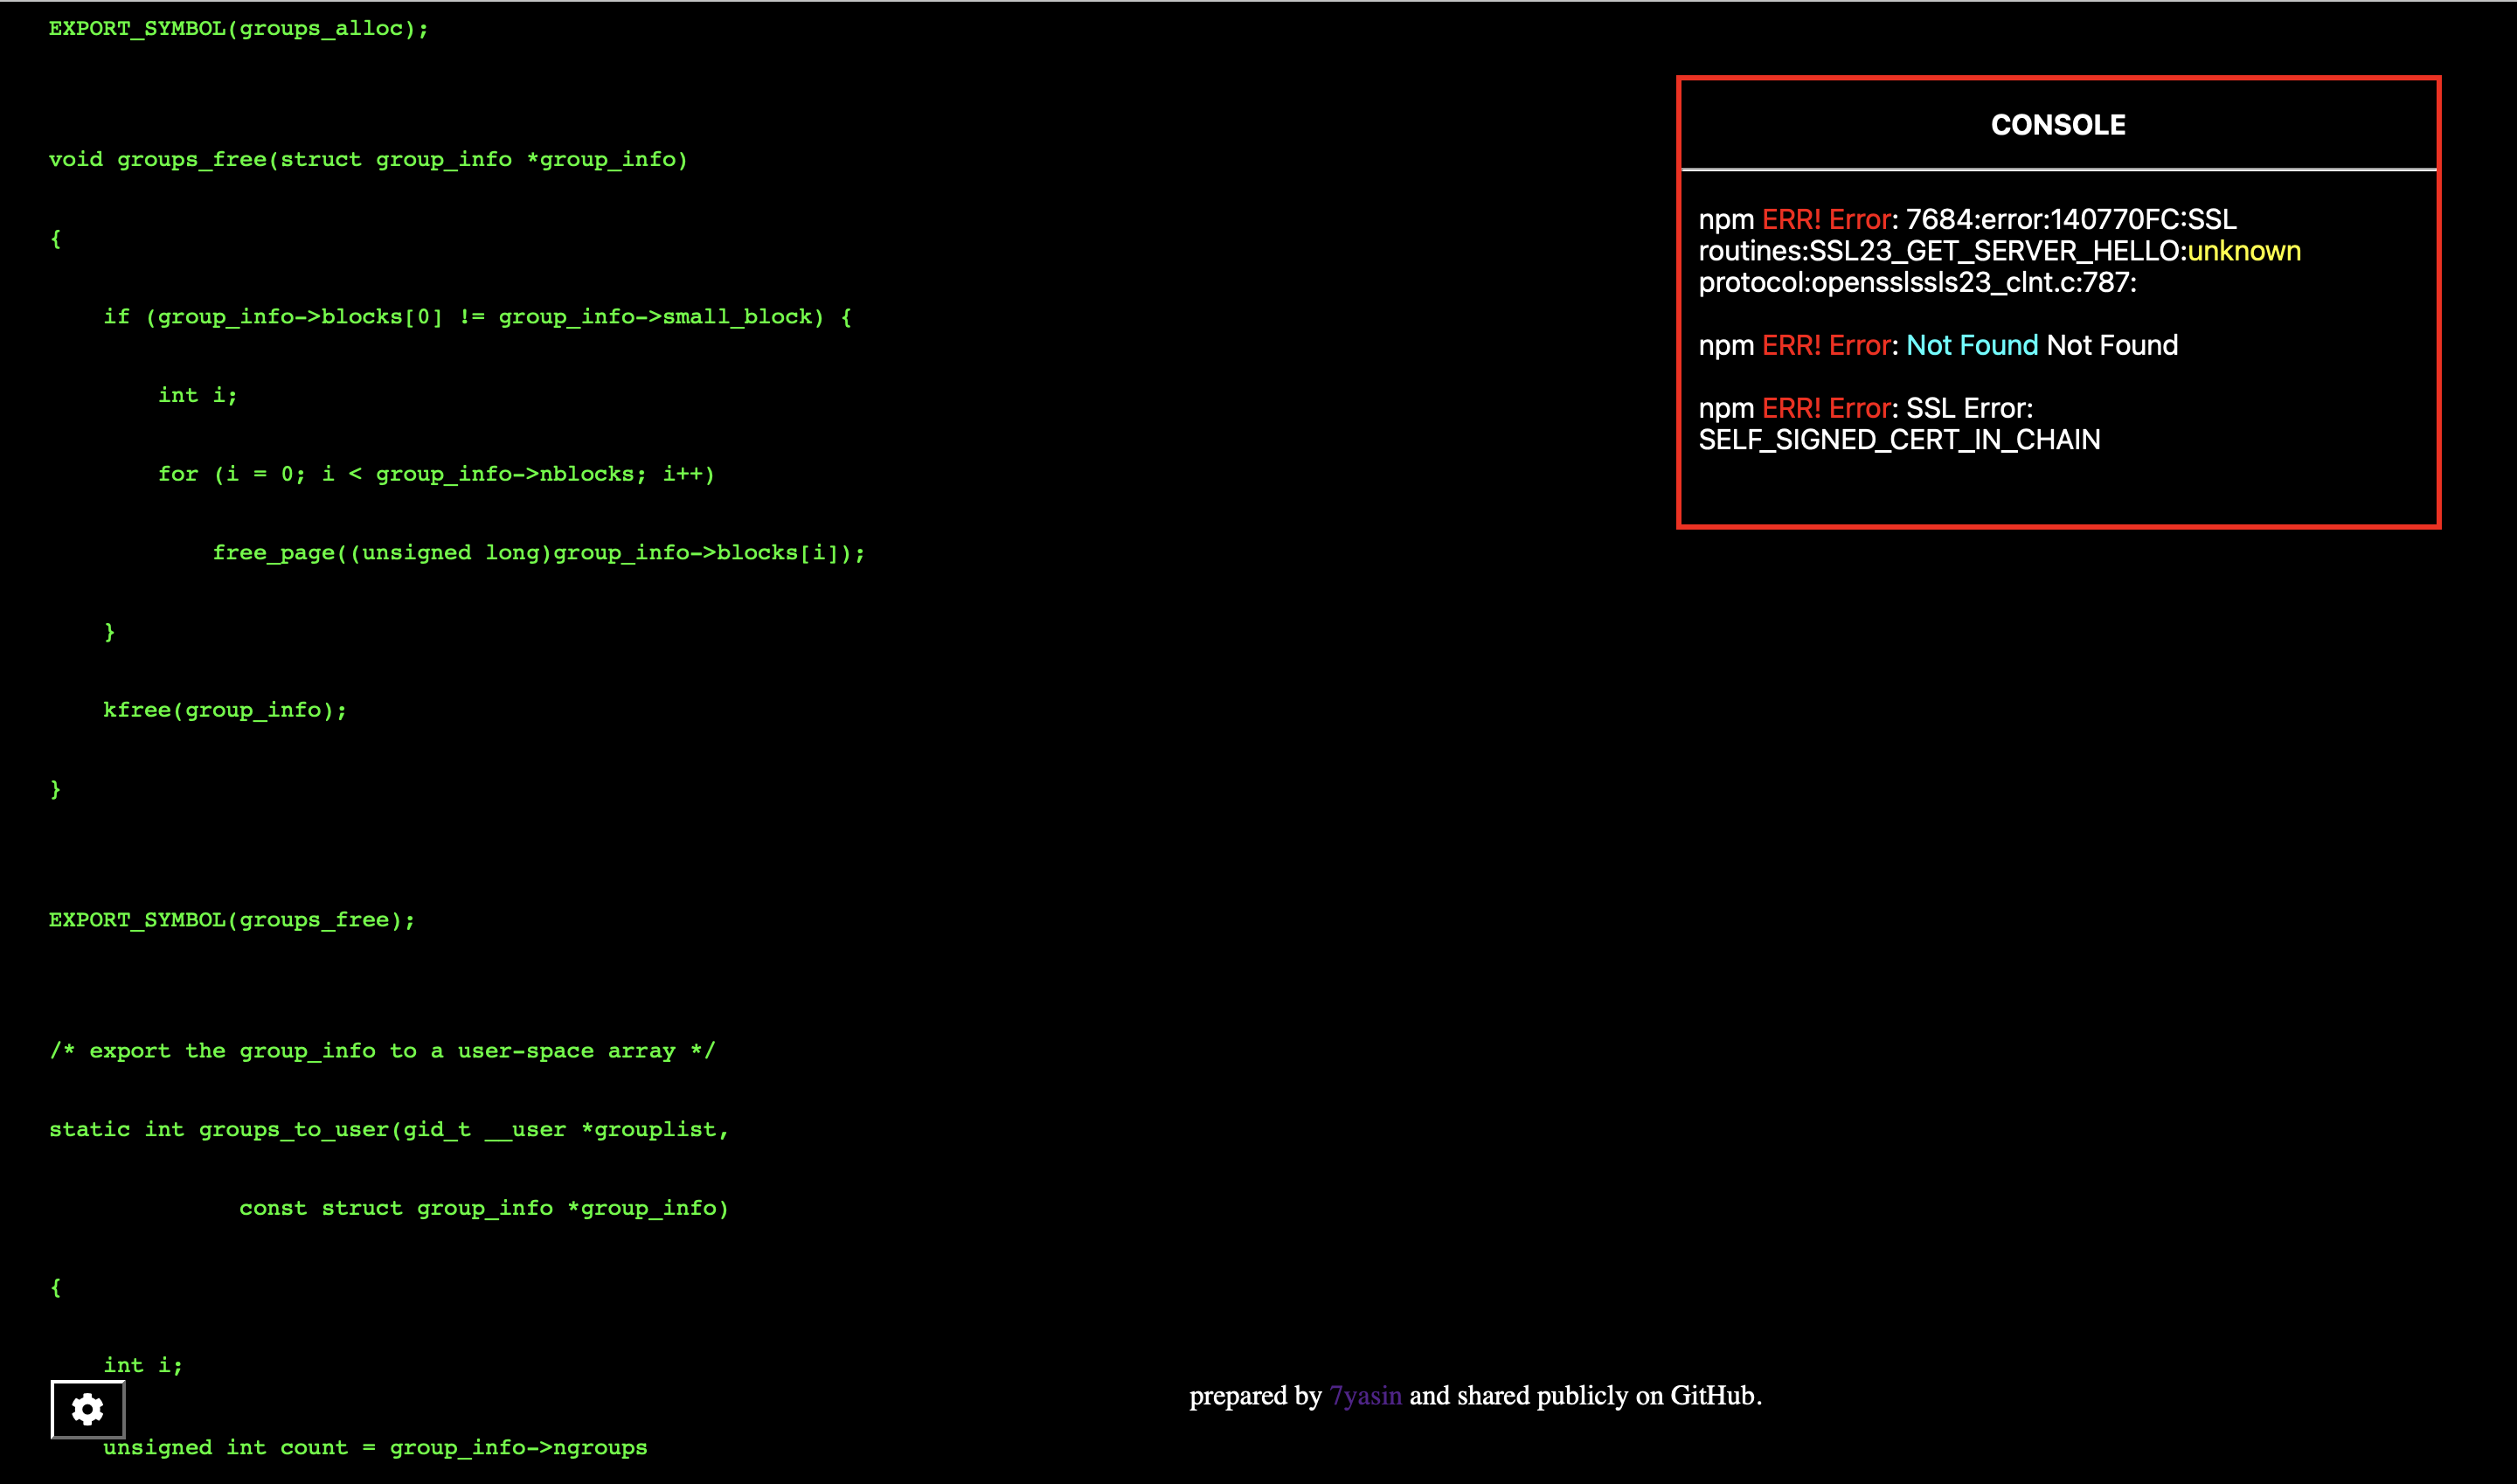 EXPORT_SYMBOL(groups_alloc);
void groups_free(struct group_info *group_info)
{
    if (group_info->blocks[0] != group_info->small_block) {
        int i;
        for (i = 0; i < group_info->nblocks; i++)
            free_page((unsigned long)group_info->blocks[i]);
    }
    kfree(group_info);
}
EXPORT_SYMBOL(groups_free);
/* export the group_info to a user-space array */
static int groups_to_user(gid_t __user *grouplist,
              const struct group_info *group_info)
{
    int i;
    unsigned int count = group_info->ngroups
CONSOLE
npm ERR! Error: 7684:error:140770FC:SSL
routines:SSL23_GET_SERVER_HELLO:unknown
protocol:opensslssls23_clnt.c:787:
npm ERR! Error: Not Found Not Found
npm ERR! Error: SSL Error:
SELF_SIGNED_CERT_IN_CHAIN
prepared by 7yasin and shared publicly on GitHub.